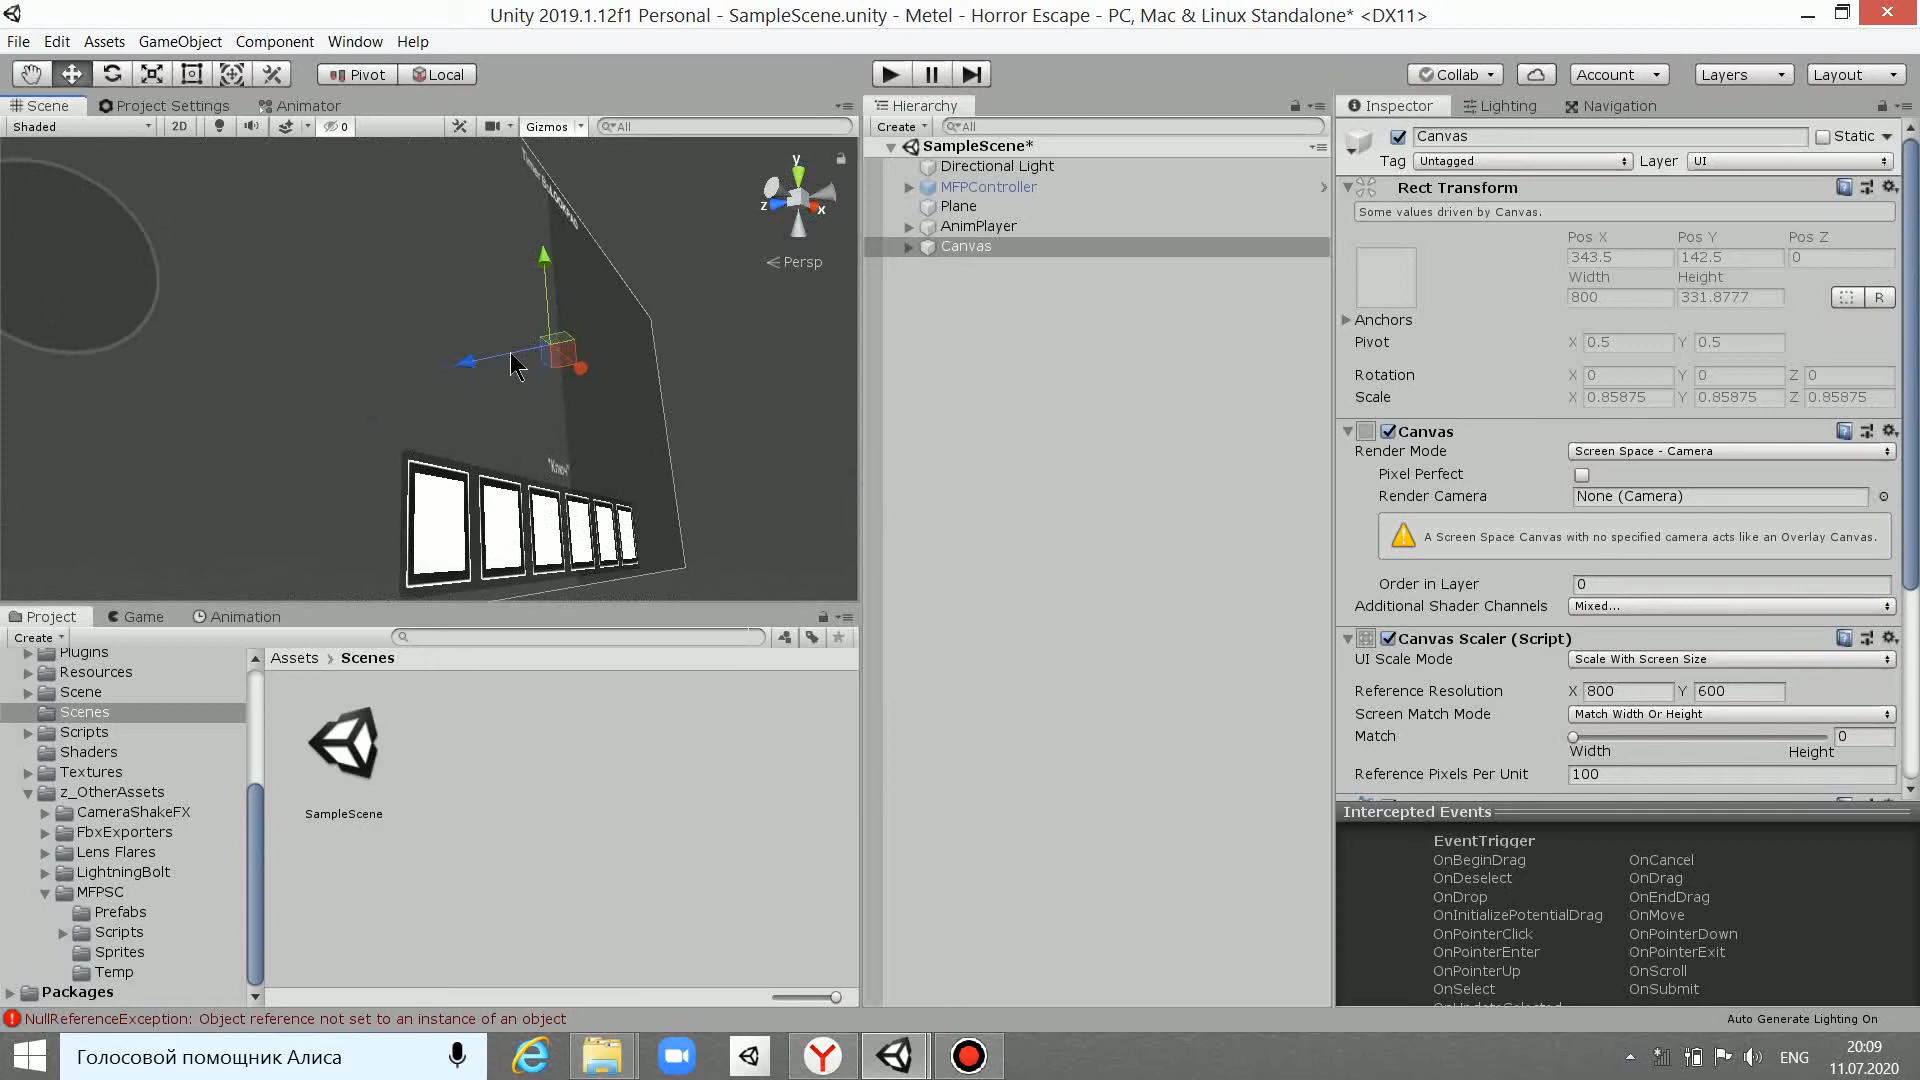 Unity 2019.1.12f1 Personal - SampleScene.unity - Metel - Horror Escape - PC, Mac & Linux Standalone* <DX11>
File Edit Assets GameObject Component Window Help
Pivot Local Collab Account Layers Layout
Scene Project Settings Animator
Shaded 2D 0 Gizmos All
y
z x
Persp
"Ключ"
Hierarchy
Create All
SampleScene*
Directional Light
MFPController
Plane
AnimPlayer
Canvas
Inspector Lighting Navigation
Canvas Static
Tag Untagged Layer UI
Rect Transform
Some values driven by Canvas.
Pos X Pos Y Pos Z
343.5 142.5 0
Width Height
800 331.8777
R
Anchors
Pivot X 0.5 Y 0.5
Rotation X 0 Y 0 Z 0
Scale X 0.85875 Y 0.85875 Z 0.85875
Canvas
Render Mode Screen Space - Camera
Pixel Perfect
Render Camera None (Camera)
A Screen Space Canvas with no specified camera acts like an Overlay Canvas.
Order in Layer 0
Additional Shader Channels Mixed...
Canvas Scaler (Script)
UI Scale Mode Scale With Screen Size
Reference Resolution X 800 Y 600
Screen Match Mode Match Width Or Height
Match 0
Width Height
Reference Pixels Per Unit 100
Intercepted Events
EventTrigger
OnBeginDrag OnCancel
OnDeselect OnDrag
OnDrop OnEndDrag
OnInitializePotentialDrag OnMove
OnPointerClick OnPointerDown
OnPointerEnter OnPointerExit
OnPointerUp OnScroll
OnSelect OnSubmit
Project Game Animation
Create
Plugins
Resources
Scene
Scenes
Scripts
Shaders
Textures
z_OtherAssets
CameraShakeFX
FbxExporters
Lens Flares
LightningBolt
MFPSC
Prefabs
Scripts
Sprites
Temp
Packages
Assets Scenes
SampleScene
NullReferenceException: Object reference not set to an instance of an object
Auto Generate Lighting On
Голосовой помощник Алиса
ENG
20:09
11.07.2020